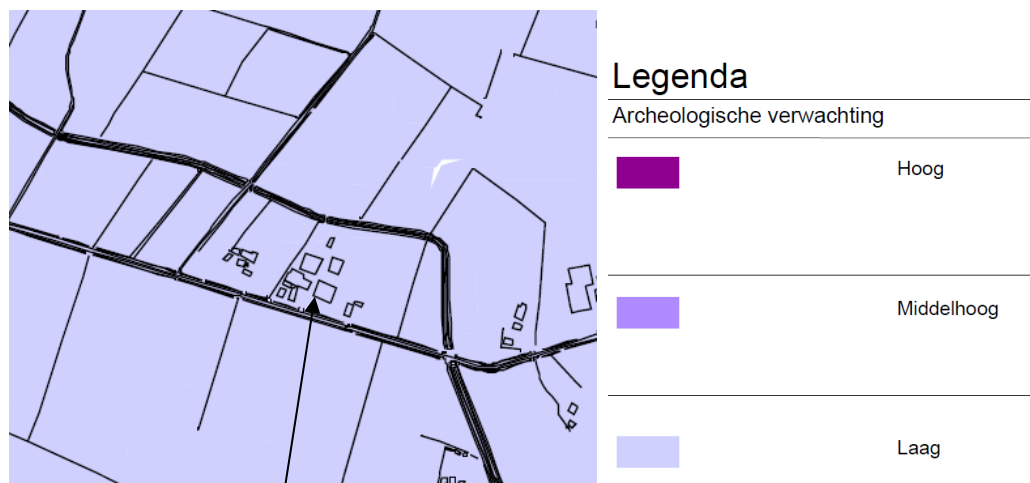 Legenda
Archeologische verwachting
Hoog
Middelhoog
Laag